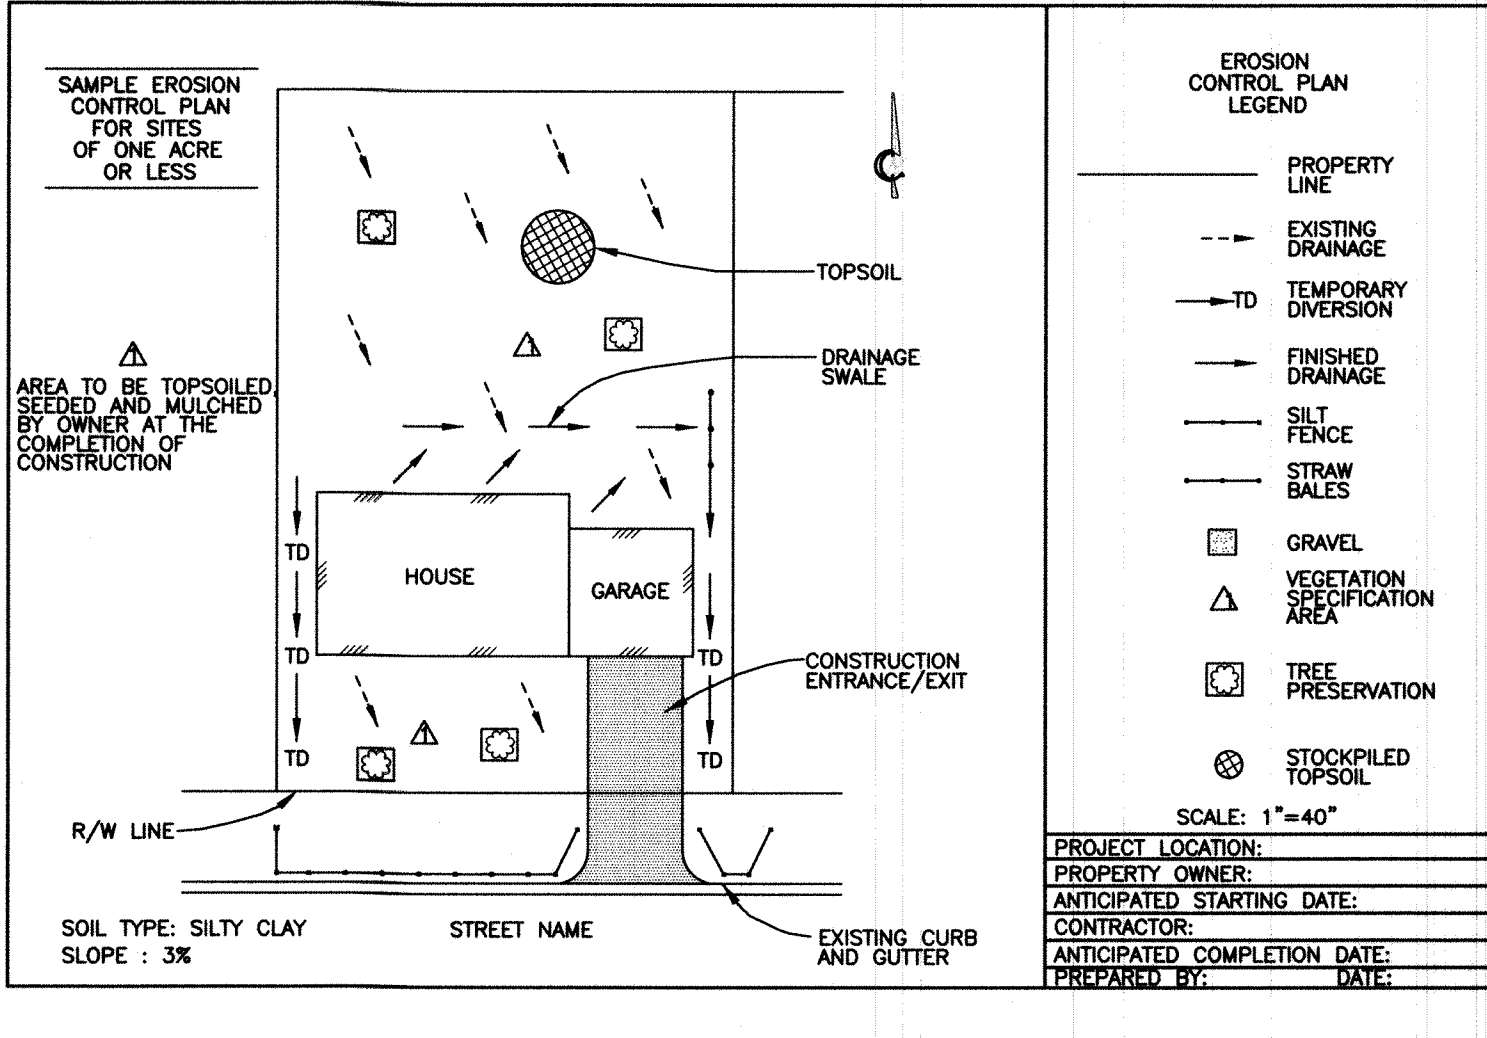 SAMPLE EROSION
CONTROL PLAN
FOR SITES
OF ONE ACRE
OR LESS
1
AREA TO BE TOPSOILED,
SEEDED AND MULCHED
BY OWNER AT THE
COMPLETION OF
CONSTRUCTION
TOPSOIL
1
DRAINAGE
SWALE
TD
HOUSE
GARAGE
TD
TD
CONSTRUCTION
ENTRANCE/EXIT
1
TD
TD
R/W LINE
SOIL TYPE: SILTY CLAY
SLOPE : 3%
STREET NAME
EXISTING CURB
AND GUTTER
EROSION
CONTROL PLAN
LEGEND
PROPERTY
LINE
EXISTING
DRAINAGE
TD
TEMPORARY
DIVERSION
FINISHED
DRAINAGE
SILT
FENCE
STRAW
BALES
GRAVEL
1
VEGETATION
SPECIFICATION
AREA
TREE
PRESERVATION
STOCKPILED
TOPSOIL
SCALE: 1"=40"
PROJECT LOCATION:
PROPERTY OWNER:
ANTICIPATED STARTING DATE:
CONTRACTOR:
ANTICIPATED COMPLETION DATE:
PREPARED BY: DATE: